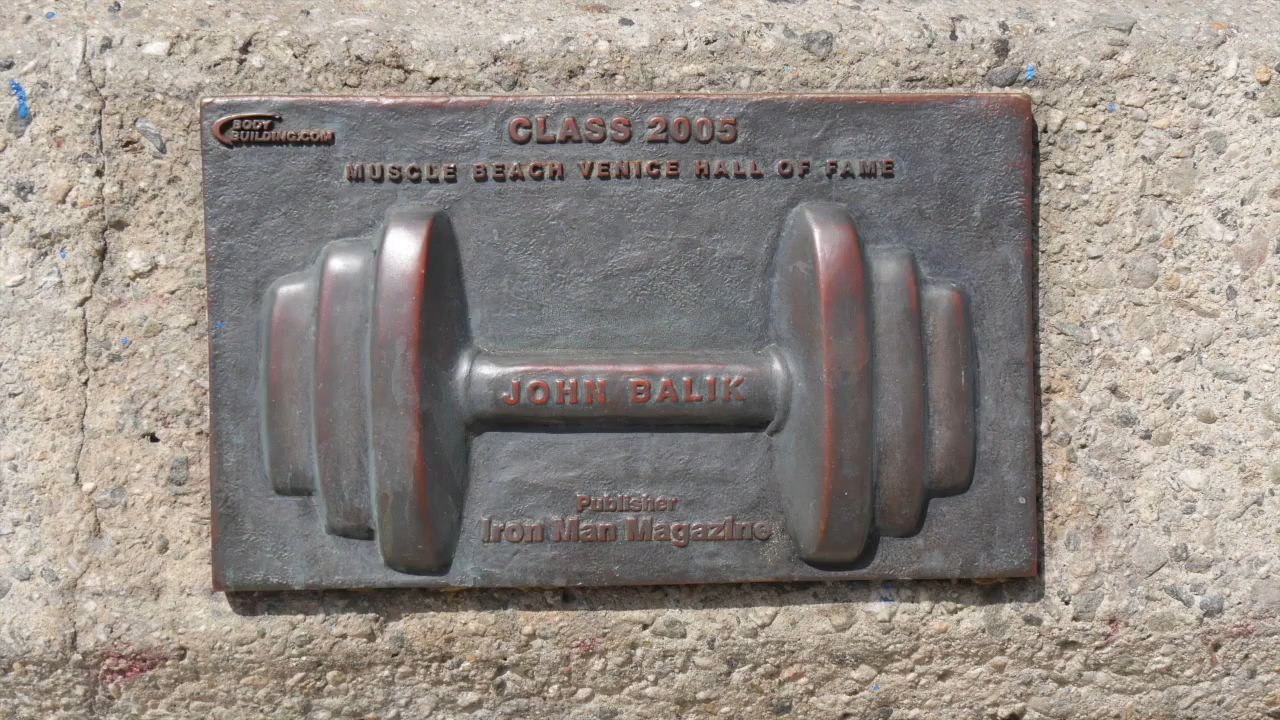 BODY
BUILDING.COM
CLASS 2005
MUSCLE BEACH VENICE HALL OF FAME
JOHN BALIK
Publisher
Iron Man Magazine